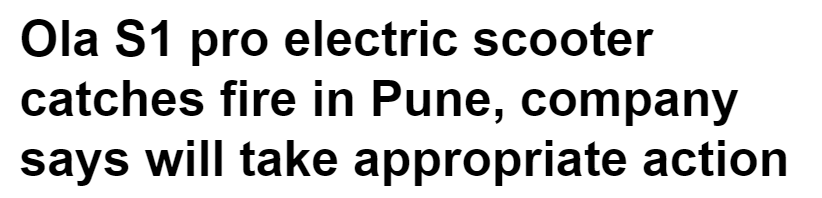 Ola S1 pro electric scooter
catches fire in Pune, company
says will take appropriate action